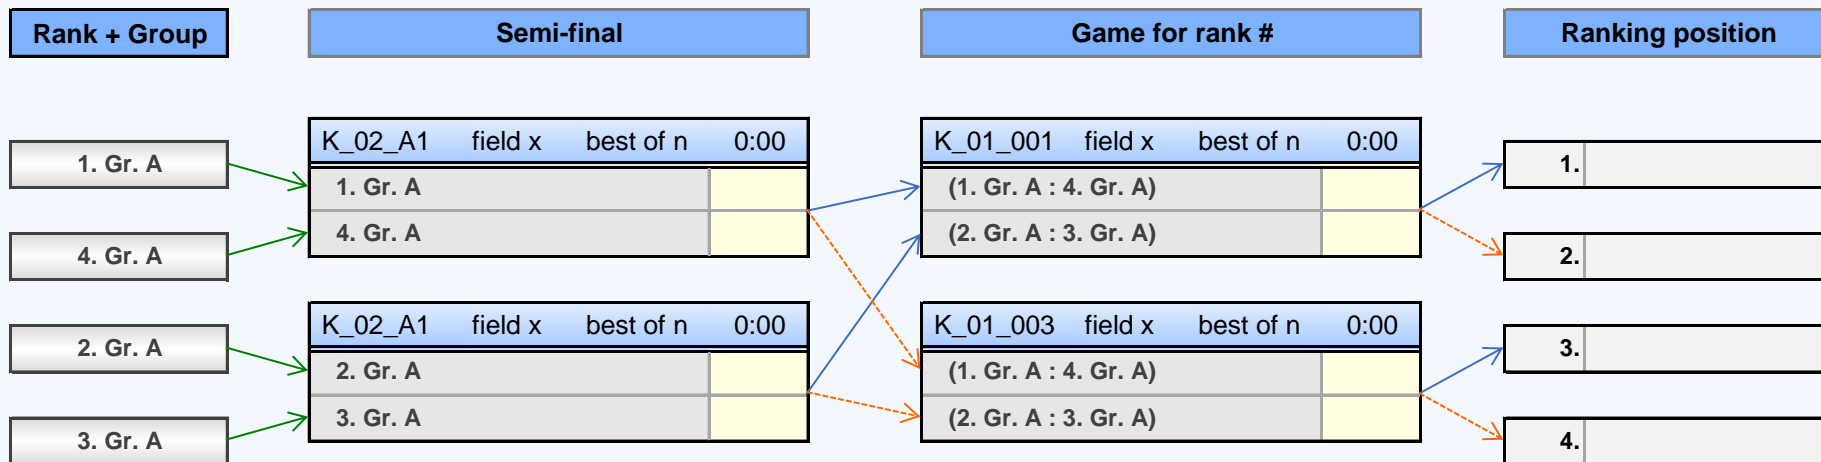 Rank + Group Semi-final Game for rank # Ranking position
K_02_A1 field x best of n 0:00 K_01_001 field x best of n 0:00
1. Gr. A 1. Gr. A (1. Gr. A : 4. Gr. A) 1.
4. Gr. A 4. Gr. A (2. Gr. A : 3. Gr. A) 2.
K_02_A1 field x best of n 0:00 K_01_003 field x best of n 0:00
2. Gr. A 2. Gr. A (1. Gr. A : 4. Gr. A) 3.
3. Gr. A 3. Gr. A (2. Gr. A : 3. Gr. A) 4.